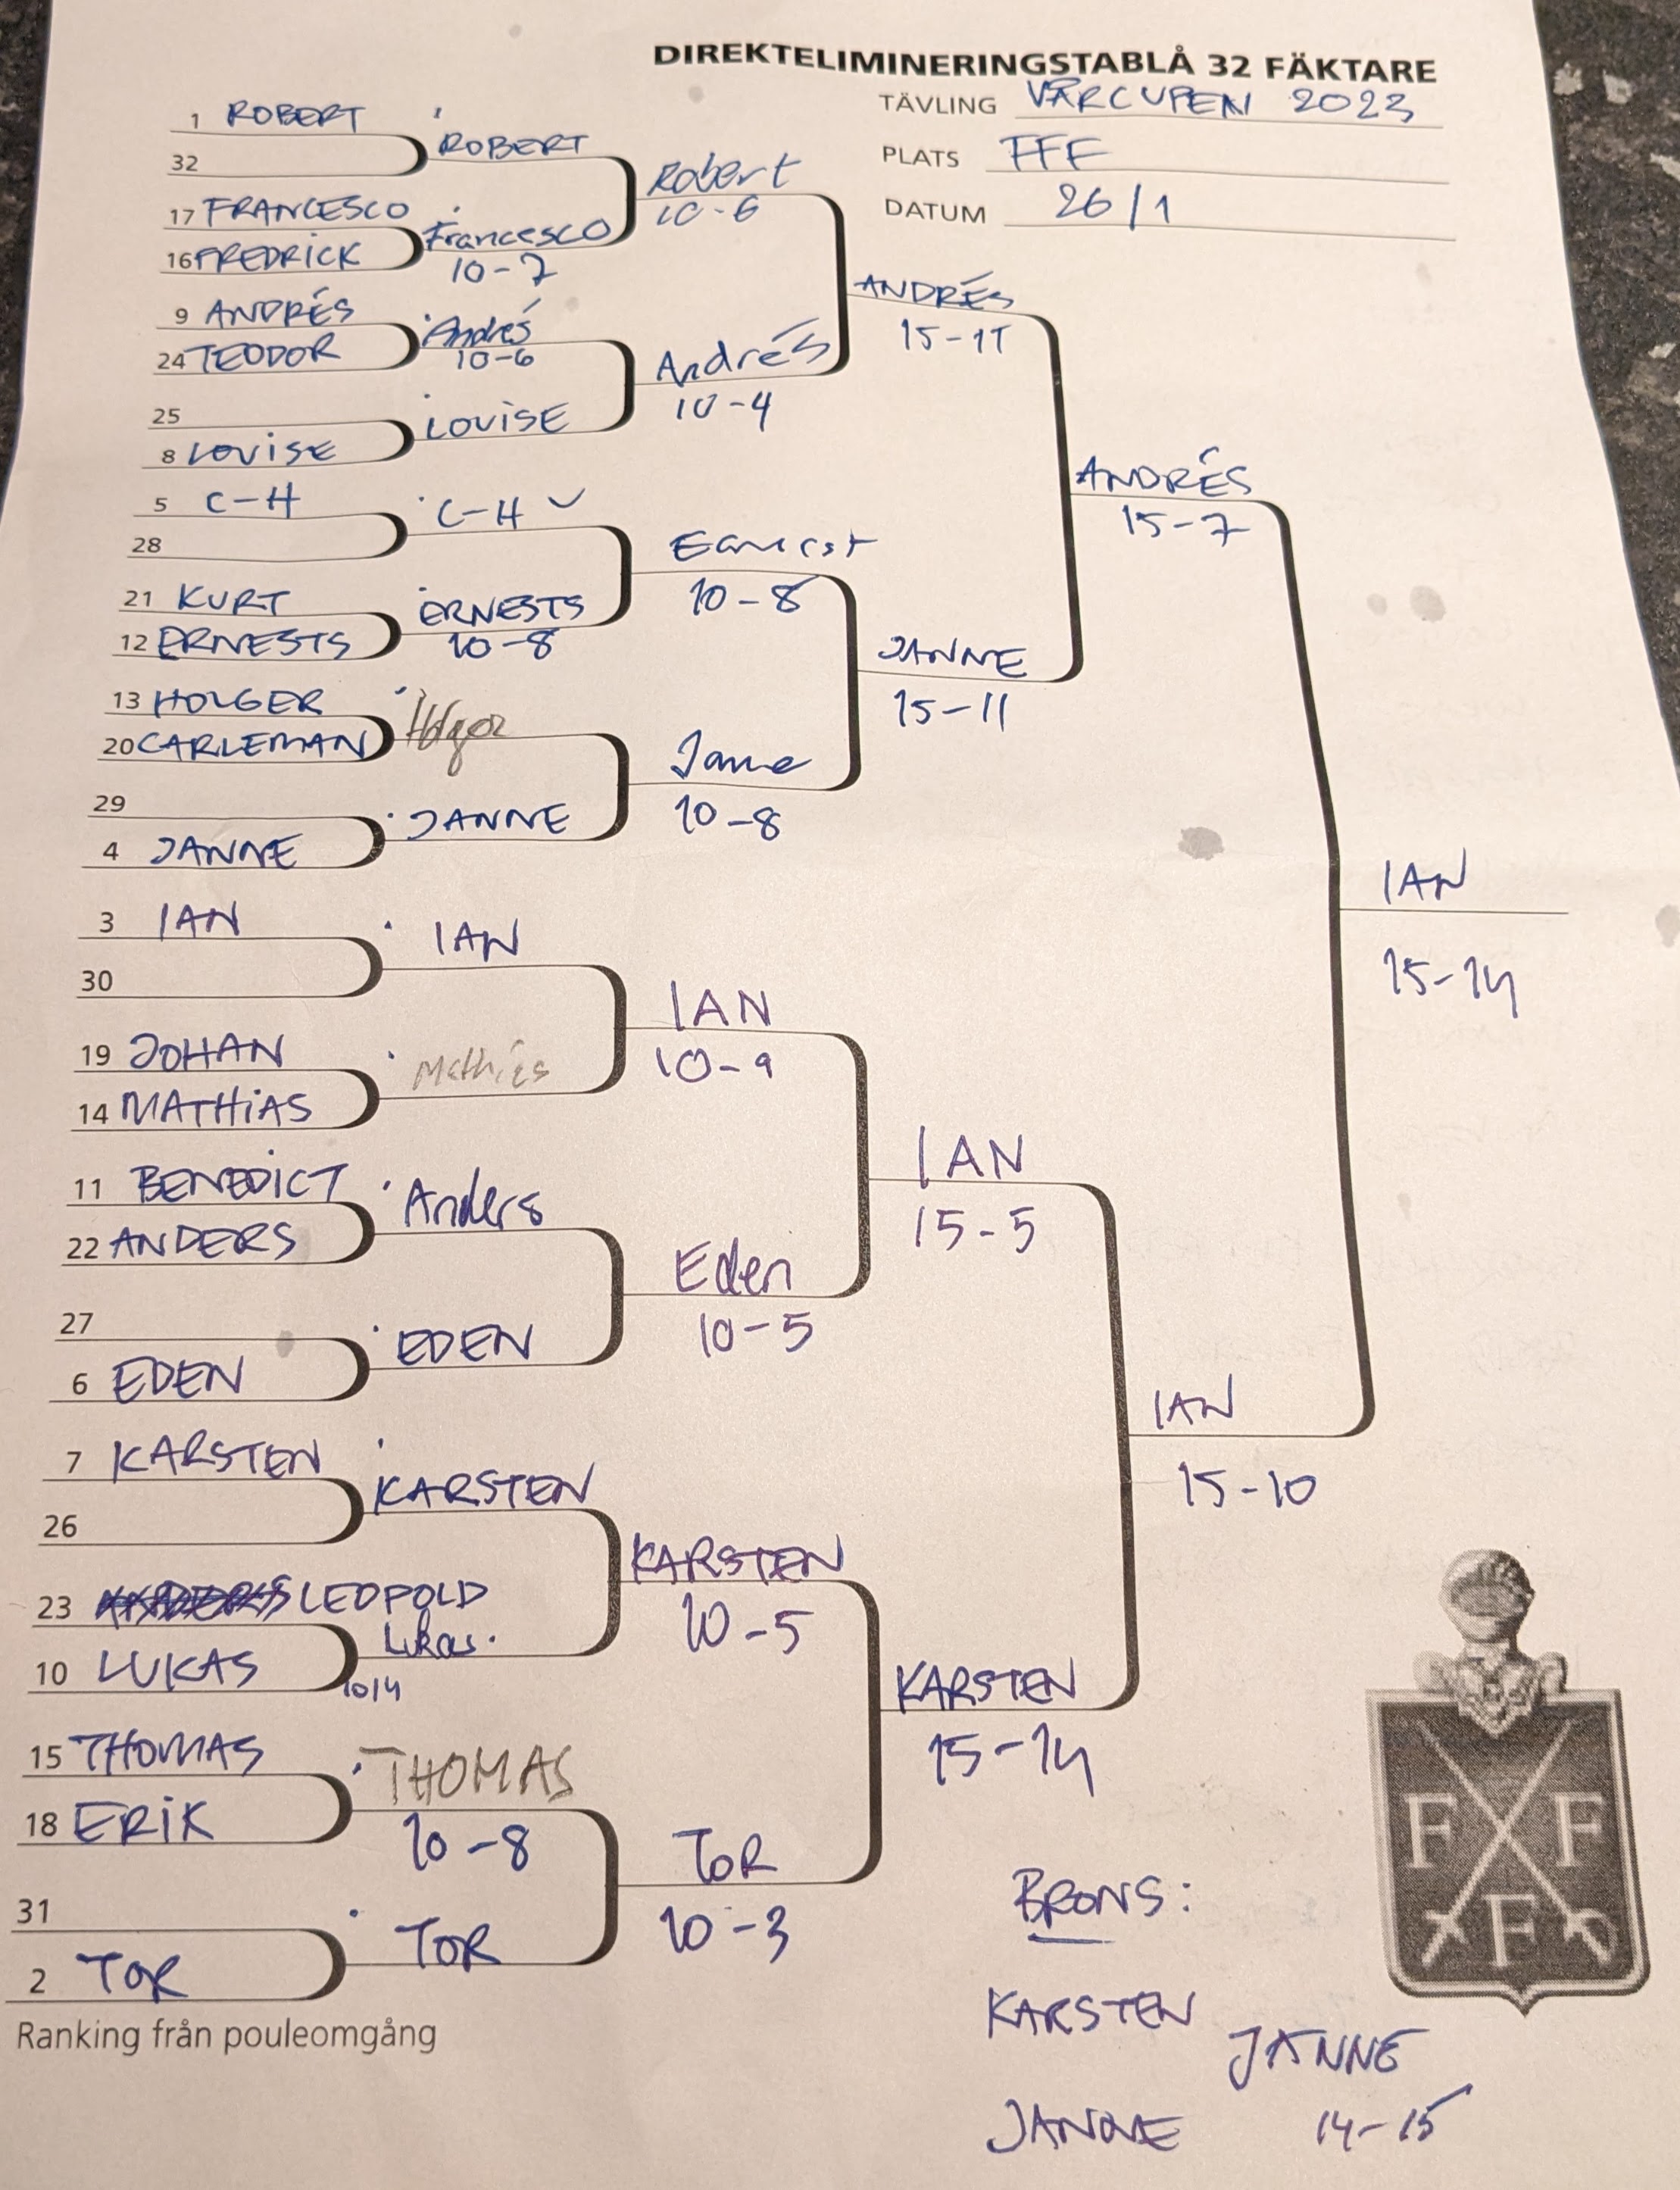 DIREKTELIMINERINGSTABLÅ 32 FÄKTARE
TÄVLING VÅRCUPEN 2023
PLATS FFF
DATUM 26/1
1 ROBERT
32
17 FRANCESCO
16 FREDRICK
9 ANDRÉS
24 TEODOR
25
8 LOUISE
5 C-H
28
21 KURT
12 ERNESTS
13 HOLGER
20 CARLEMAN
29
4 JANNE
3 IAN
30
19 JOHAN
14 MATHIAS
11 BENEDICT
22 ANDERS
27
6 EDEN
7 KARSTEN
26
23 LEOPOLD
10 LUKAS
15 THOMAS
18 ERIK
31
2 TOR
Ranking från pouleomgång
ROBERT
Francesco
10-7
Andrés
10-6
LOUISE
C-H
ERNESTS
10-8
Holger
JANNE
IAN
Mathias
Anders
EDEN
KARSTEN
Lukas
10/4
THOMAS
10-8
TOR
Robert
10-6
Andrés
10-4
10-8
Janne
10-8
IAN
10-9
Eden
10-5
KARSTEN
10-5
TOR
10-3
ANDRÉS
15-11
JANNE
15-11
IAN
15-5
KARSTEN
15-14
ANDRÉS
15-7
IAN
15-10
IAN
15-14
BRONS:
KARSTEN
JANNE
JANNE
14-15
F F
F